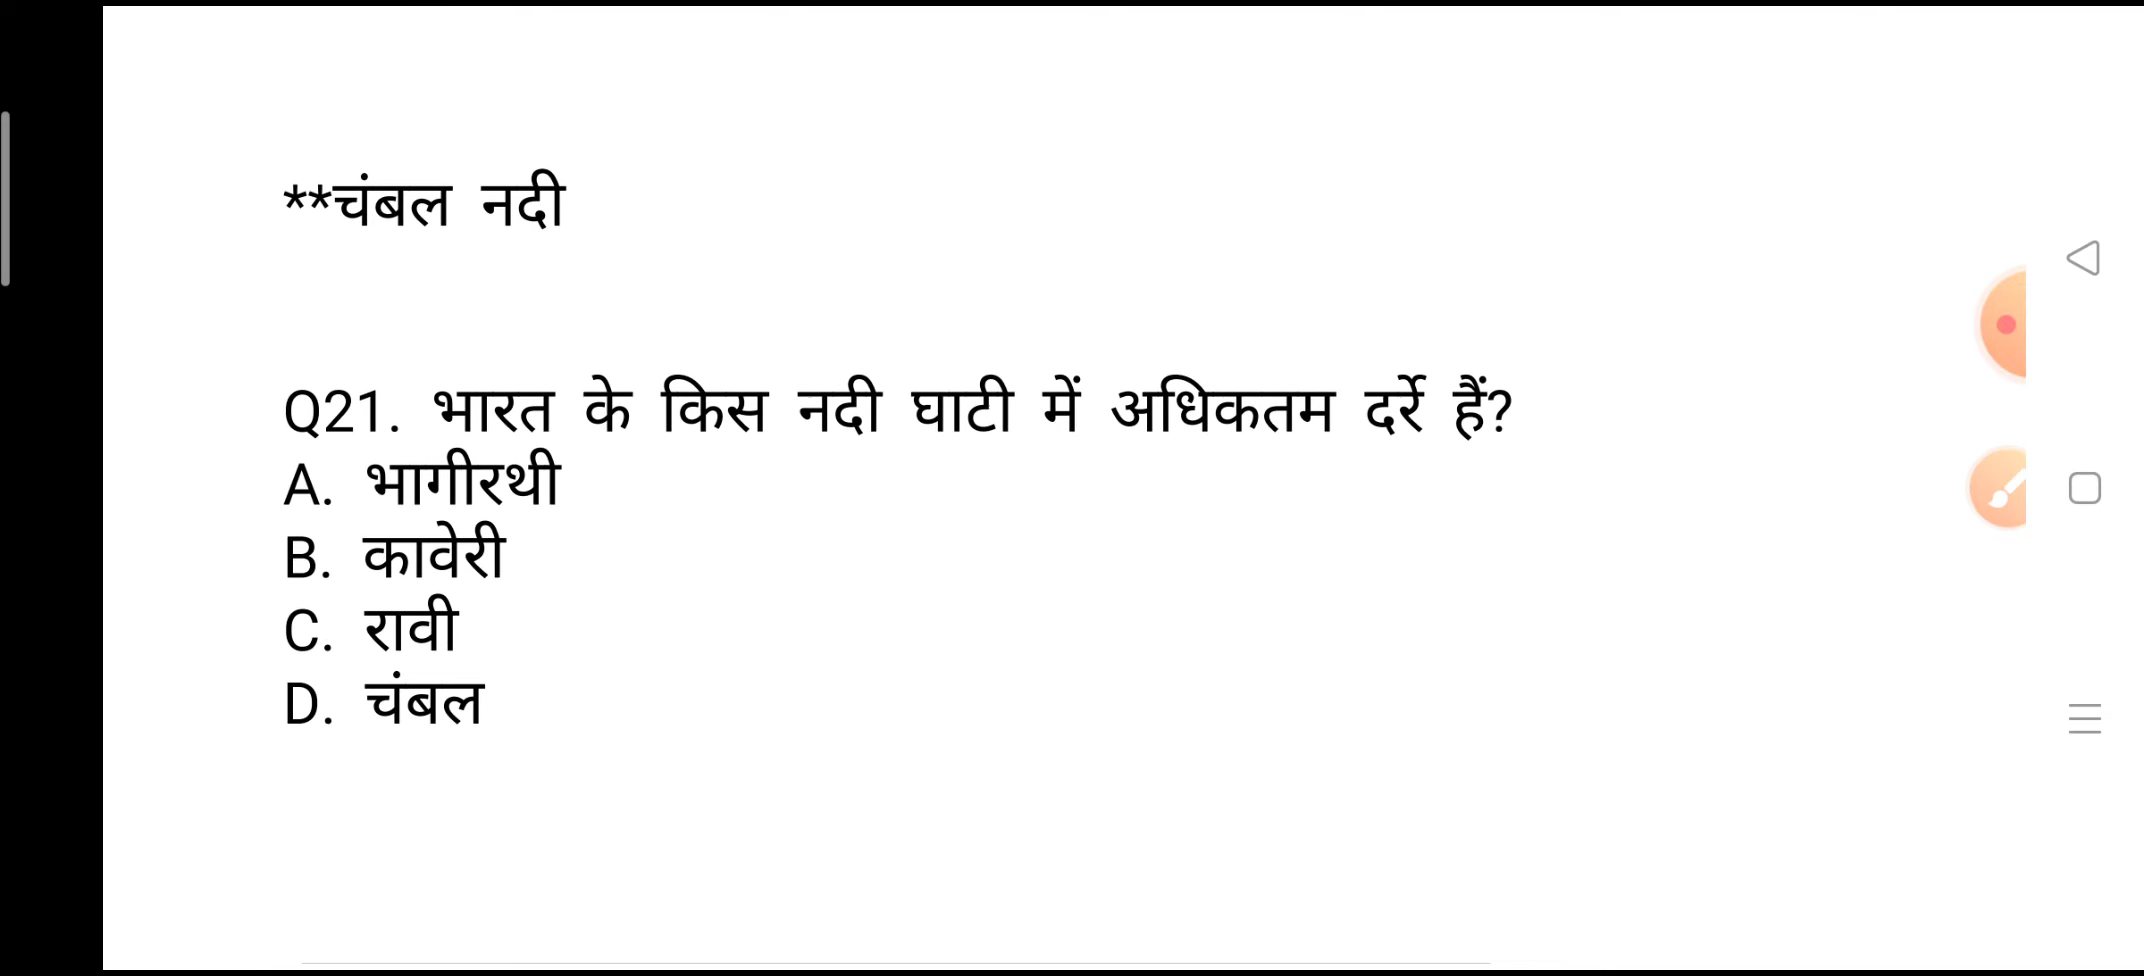 **चंबल नदी
Q21. भारत के किस नदी घाटी में अधिकतम दर्रे हैं?
A. भागीरथी
B. कावेरी
C. रावी
D. चंबल